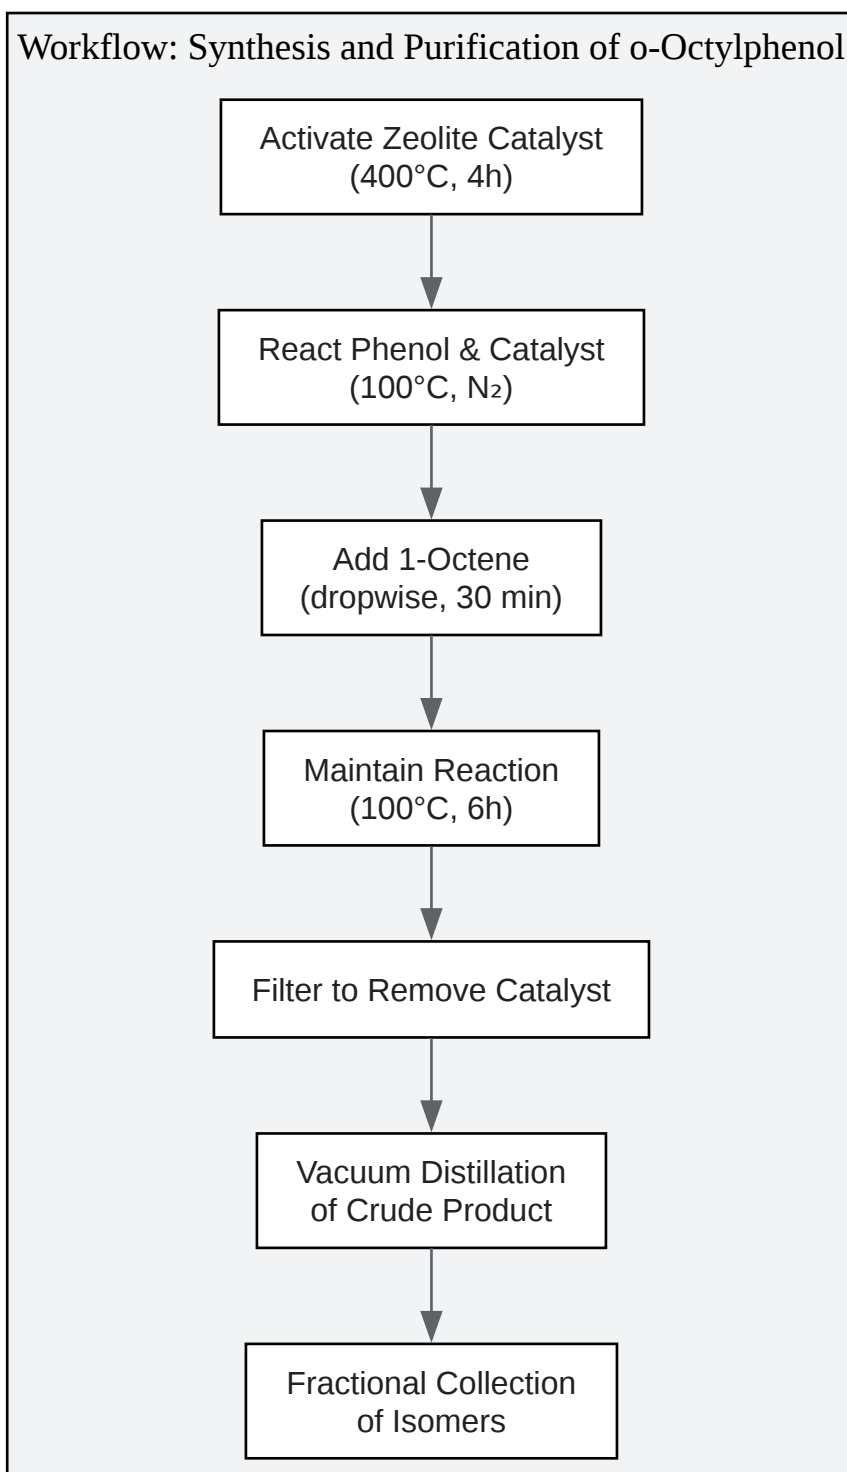 Workflow: Synthesis and Purification of o-Octylphenol
Activate Zeolite Catalyst
(400°C, 4h)
React Phenol & Catalyst
(100°C, N₂)
Add 1-Octene
(dropwise, 30 min)
Maintain Reaction
(100°C, 6h)
Filter to Remove Catalyst
Vacuum Distillation
of Crude Product
Fractional Collection
of Isomers